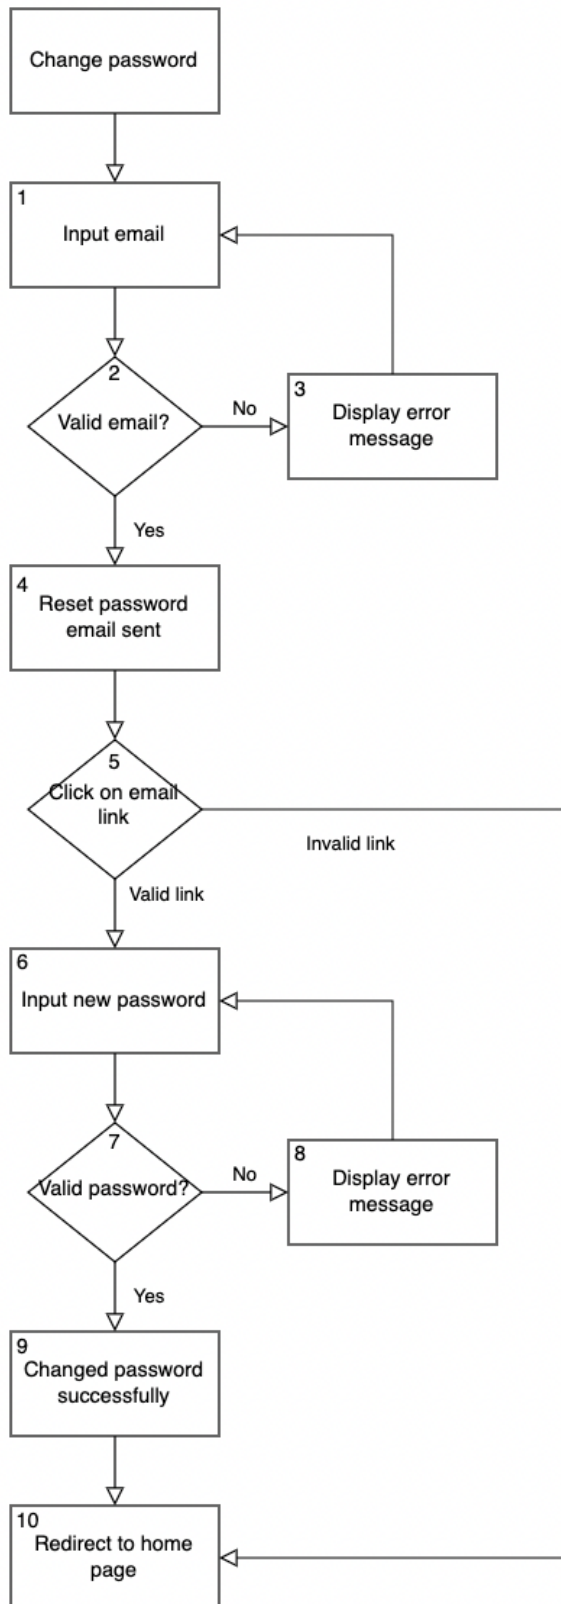 Change password
1
Input email
2
Valid email?
No
3
Display error
message
Yes
4
Reset password
email sent
5
Click on email
link
Invalid link
Valid link
6
Input new password
7
Valid password?
No
8
Display error
message
Yes
9
Changed password
successfully
10
Redirect to home
page